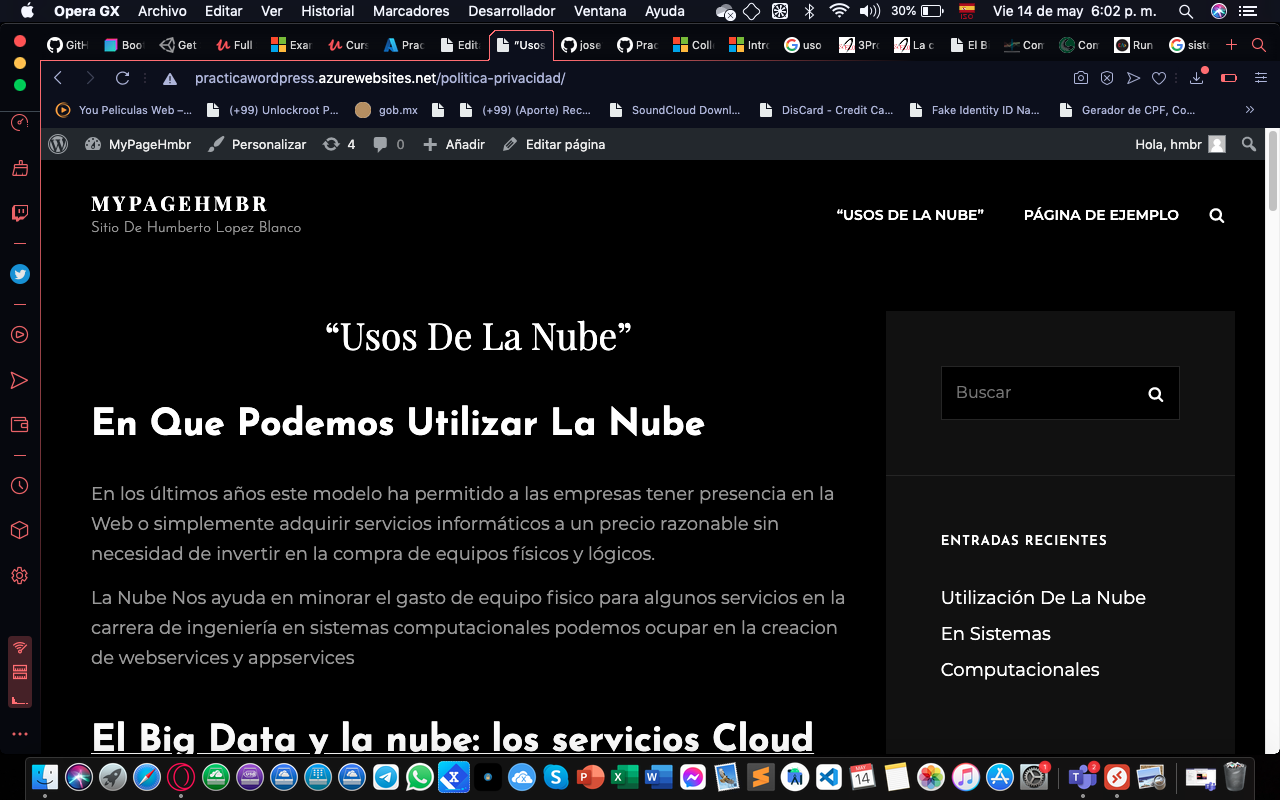 Opera GX Archivo Editar Ver Historial Marcadores Desarrollador Ventana Ayuda 30% ISO Vie 14 de may 6:02 p. m.
GitH Boo Get Full Exar Curs Prac Edita "Usos jose Prac Cole Intro uso 3Pro La c El Bi Com Com Run siste
practicawordpress.azurewebsites.net/politica-privacidad/
You Peliculas Web –... (+99) Unlockroot P... gob.mx (+99) (Aporte) Rec... SoundCloud Downl... DisCard - Credit Ca... Fake Identity ID Na... Gerador de CPF, Co...
MyPageHmbr Personalizar 4 0 Añadir Editar página Hola, hmbr
MYPAGEHMBR
Sitio De Humberto Lopez Blanco
“USOS DE LA NUBE” PÁGINA DE EJEMPLO
“Usos De La Nube”
En Que Podemos Utilizar La Nube
En los últimos años este modelo ha permitido a las empresas tener presencia en la
Web o simplemente adquirir servicios informáticos a un precio razonable sin
necesidad de invertir en la compra de equipos físicos y lógicos.
La Nube Nos ayuda en minorar el gasto de equipo fisico para algunos servicios en la
carrera de ingeniería en sistemas computacionales podemos ocupar en la creacion
de webservices y appservices
El Big Data y la nube: los servicios Cloud
Buscar
ENTRADAS RECIENTES
Utilización De La Nube
En Sistemas
Computacionales